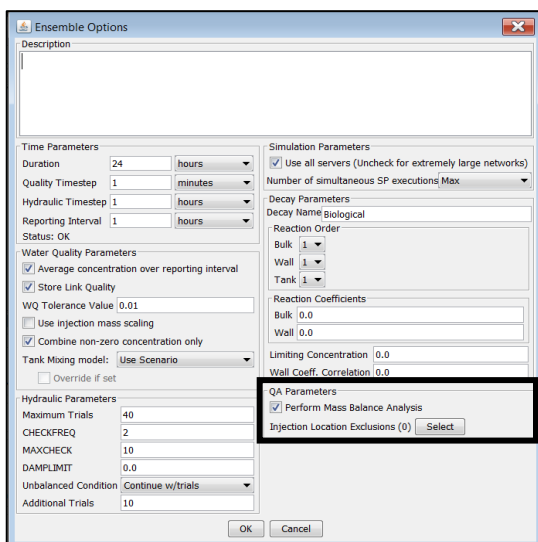 Ensemble Options
Description
Time Parameters
Duration 24 hours
Quality Timestep 1 minutes
Hydraulic Timestep 1 hours
Reporting Interval 1 hours
Status: OK
Water Quality Parameters
Average concentration over reporting interval
Store Link Quality
WQ Tolerance Value 0.01
Use injection mass scaling
Combine non-zero concentration only
Tank Mixing model: Use Scenario
Override if set
Hydraulic Parameters
Maximum Trials 40
CHECKFREQ 2
MAXCHECK 10
DAMPLIMIT 0.0
Unbalanced Condition Continue w/trials
Additional Trials 10
Simulation Parameters
Use all servers (Uncheck for extremely large networks)
Number of simultaneous SP executions Max
Decay Parameters
Decay Name Biological
Reaction Order
Bulk 1
Wall 1
Tank 1
Reaction Coefficients
Bulk 0.0
Wall 0.0
Limiting Concentration 0.0
Wall Coeff. Correlation 0.0
QA Parameters
Perform Mass Balance Analysis
Injection Location Exclusions (0) Select
OK Cancel